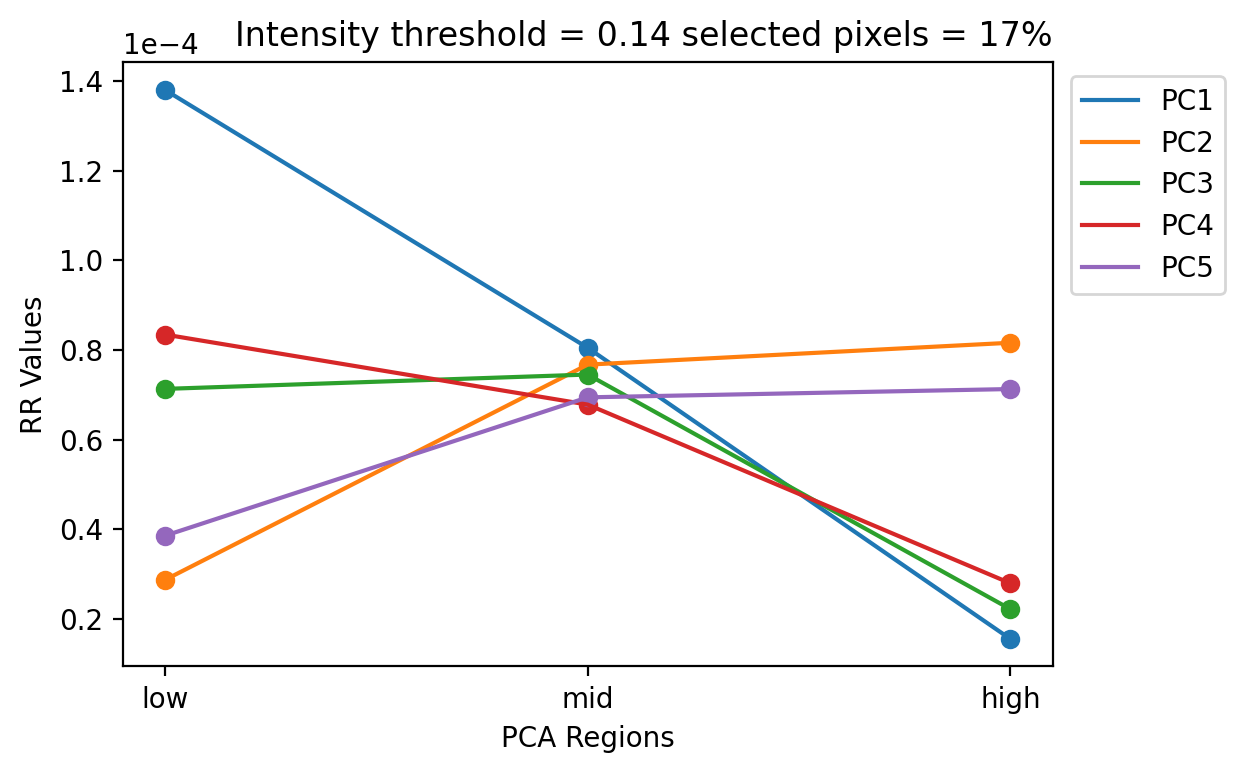 Intensity threshold = 0.14 selected pixels = 17%
1e−4
1.4
1.2
1.0
0.8
0.6
0.4
0.2
RR Values
low mid high
PCA Regions
PC1
PC2
PC3
PC4
PC5